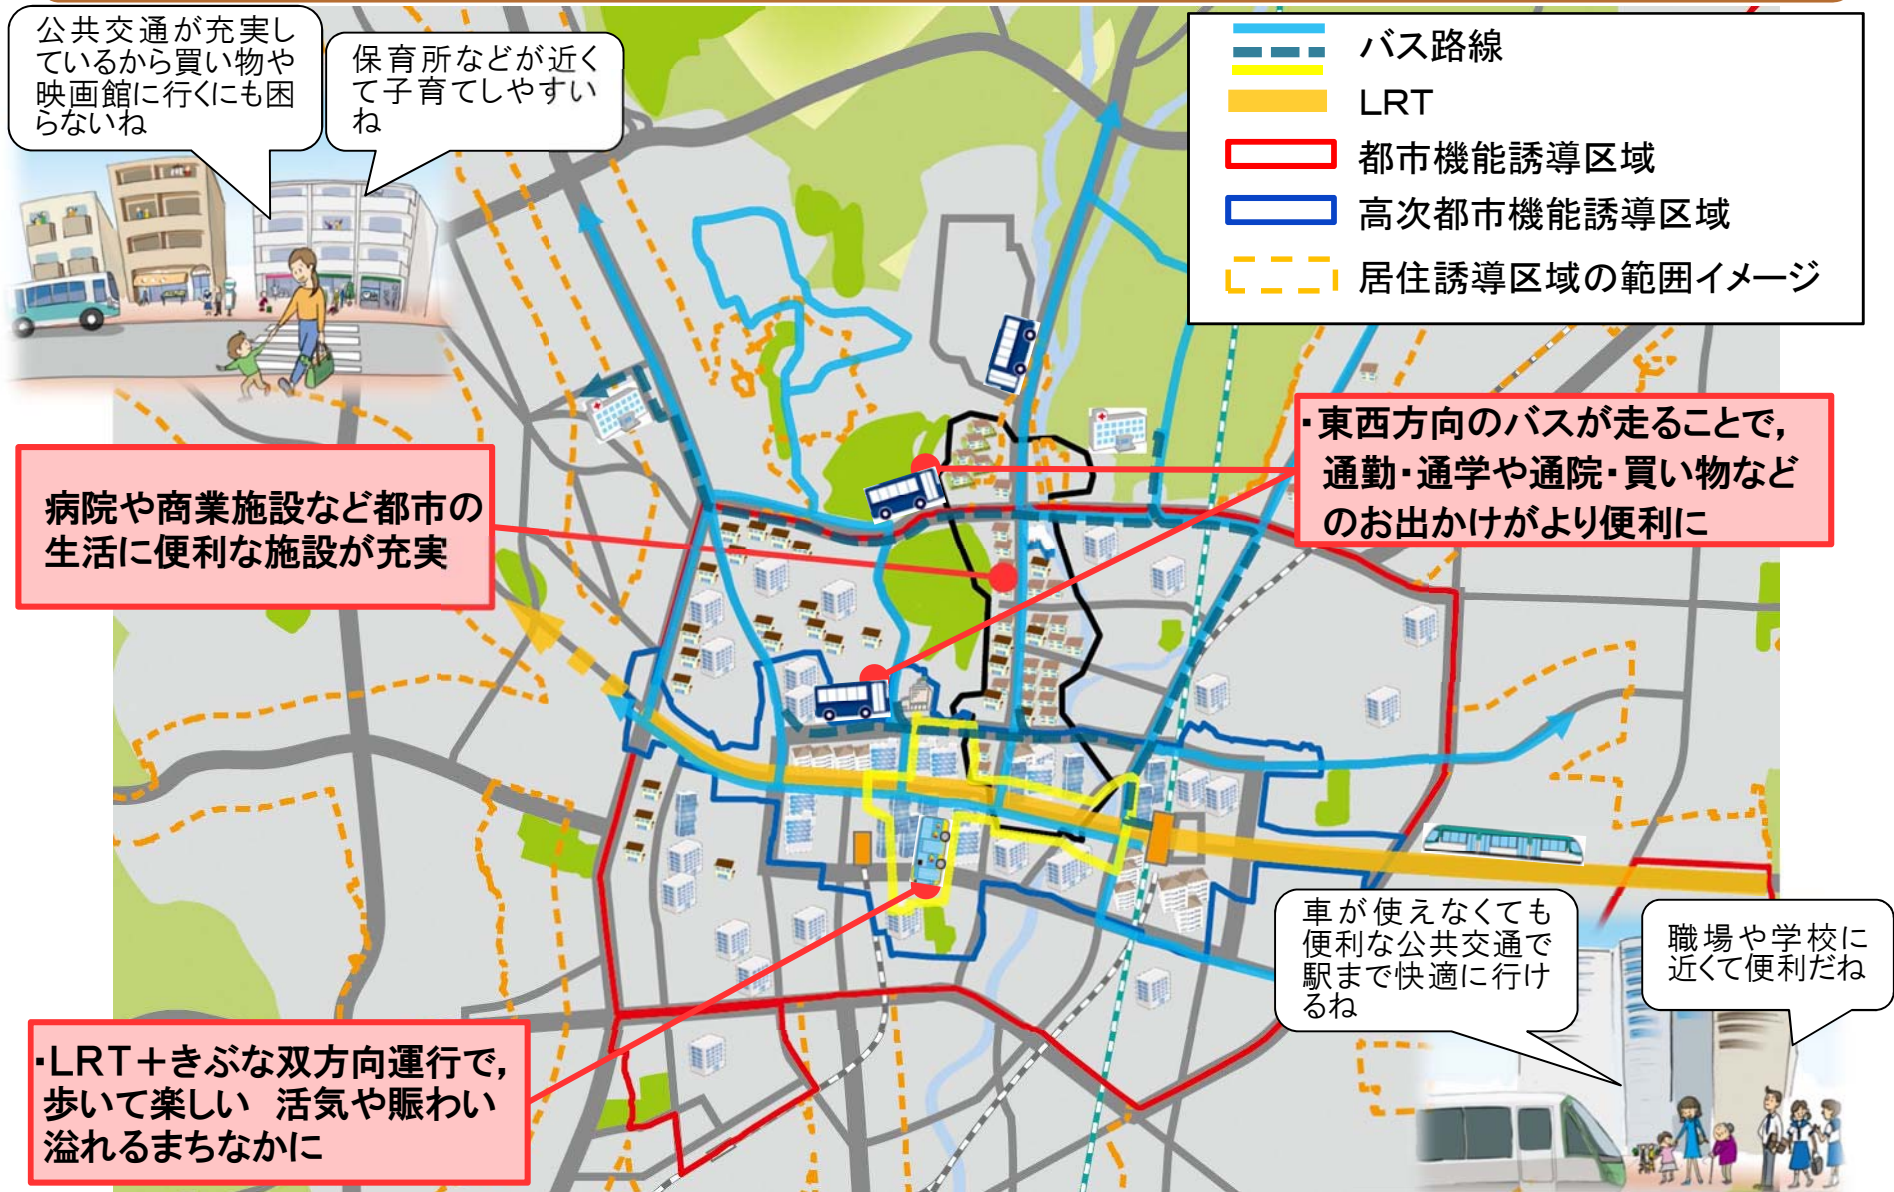 公共交通が充実し
ているから買い物や
映画館に行くにも困
らないね
保育所などが近く
て子育てしやすい
ね
バス路線
LRT
都市機能誘導区域
高次都市機能誘導区域
居住誘導区域の範囲イメージ
・東西方向のバスが走ることで,
通勤・通学や通院・買い物など
のお出かけがより便利に
病院や商業施設など都市の
生活に便利な施設が充実
車が使えなくても
便利な公共交通で
駅まで快適に行け
るね
職場や学校に
近くて便利だね
・LRT+きぶな双方向運行で,
歩いて楽しい　活気や賑わい
溢れるまちなかに